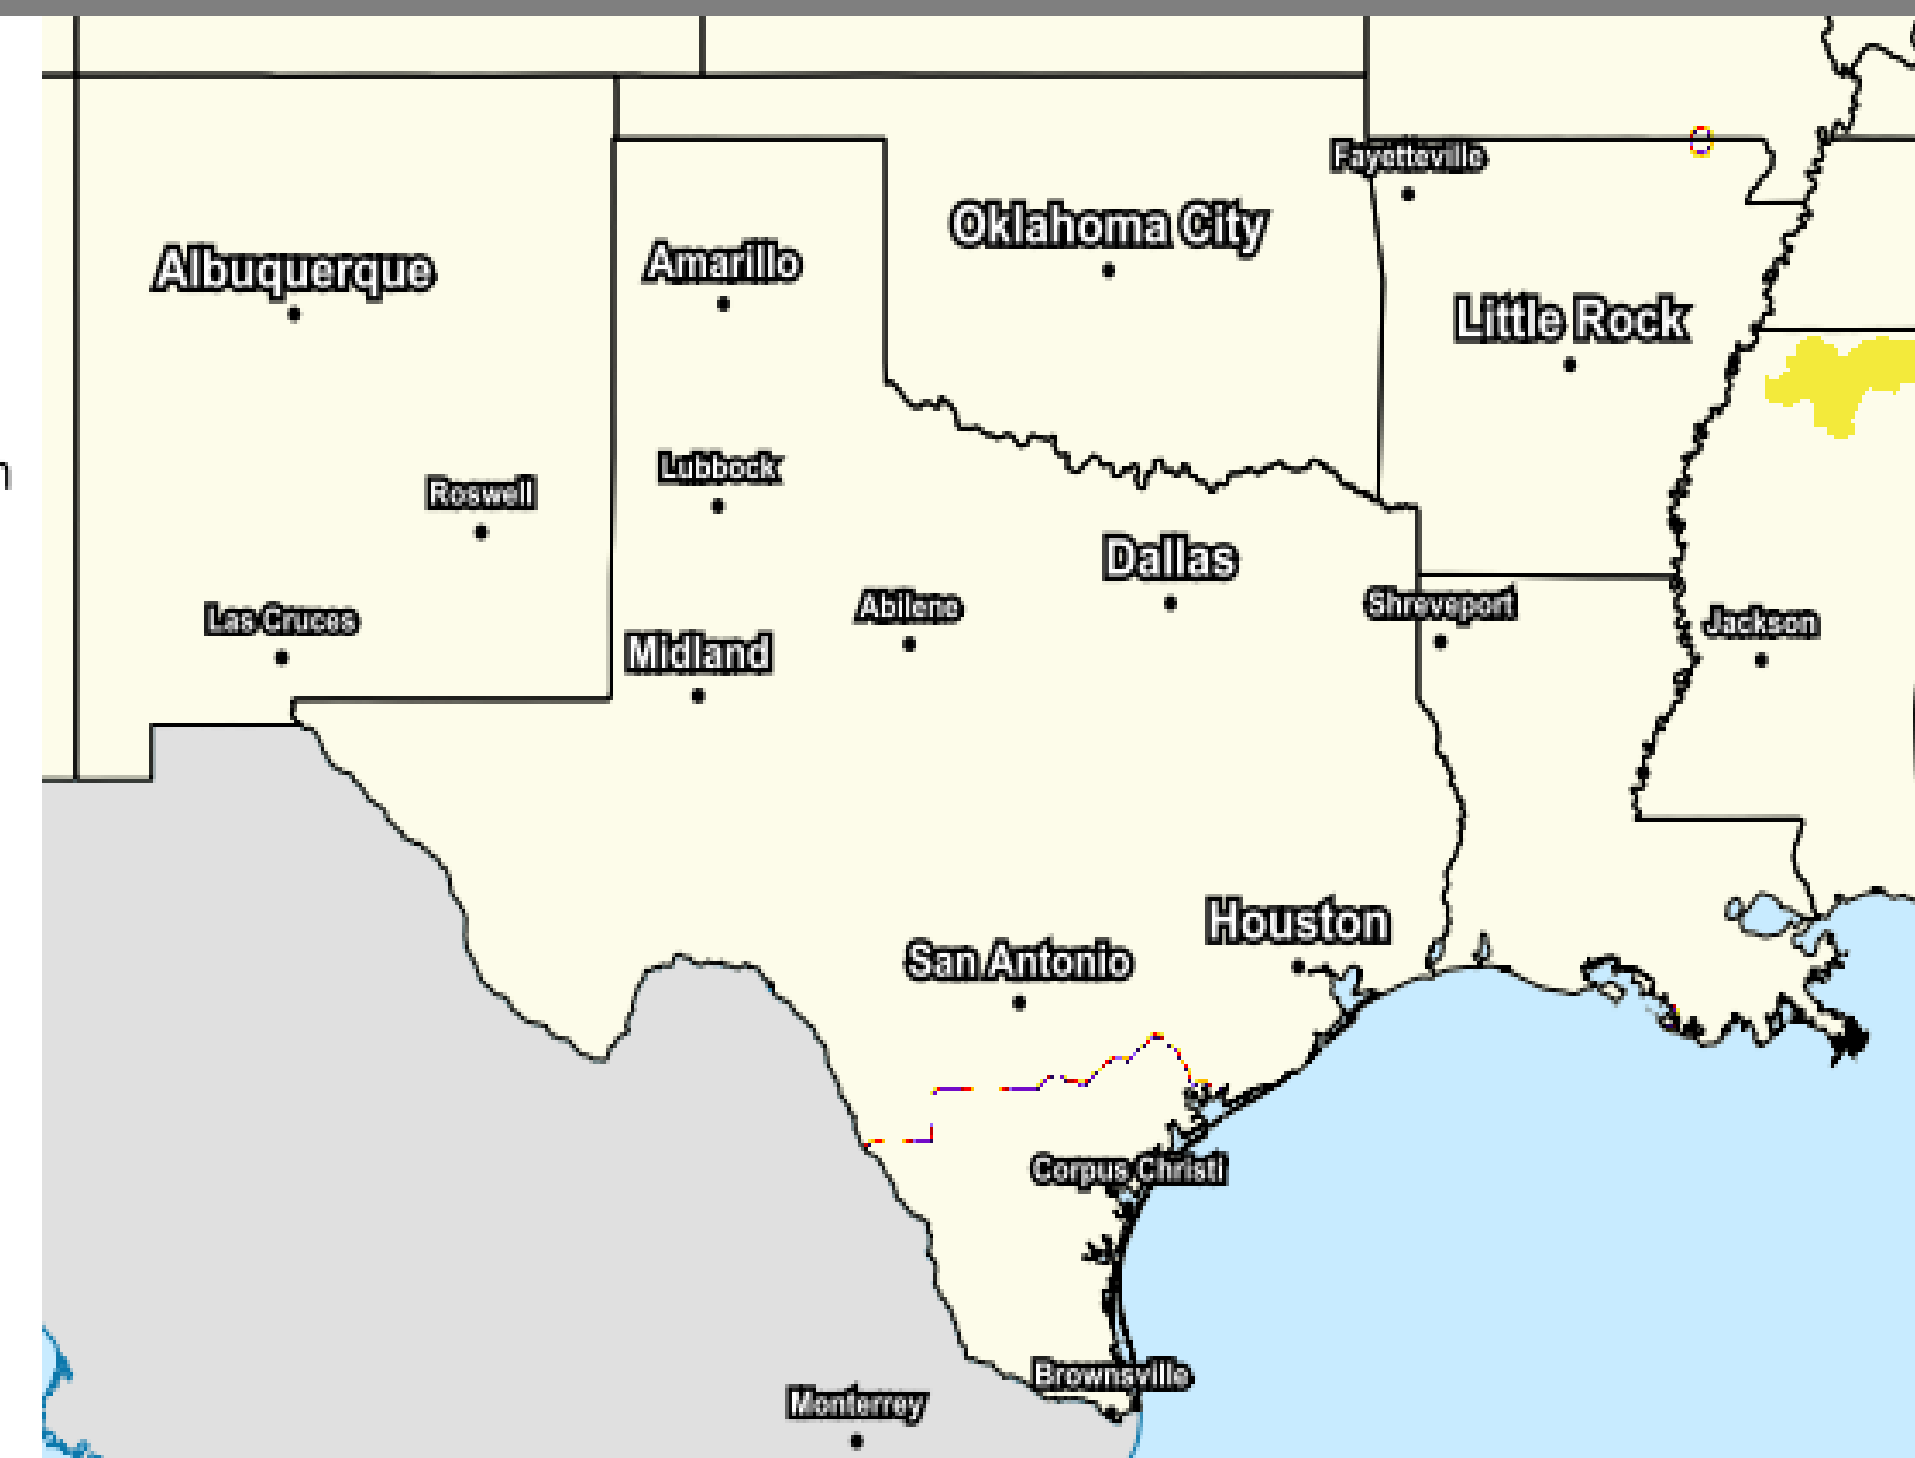 Fayetteville
Oklahoma City
Albuquerque
Amarillo
Little Rock
Lubbock
Roswell
Dallas
Abilene
Shreveport
Las Cruces
Jackson
Midland
Houston
San Antonio
Corpus Christi
Brownsville
Monterrey